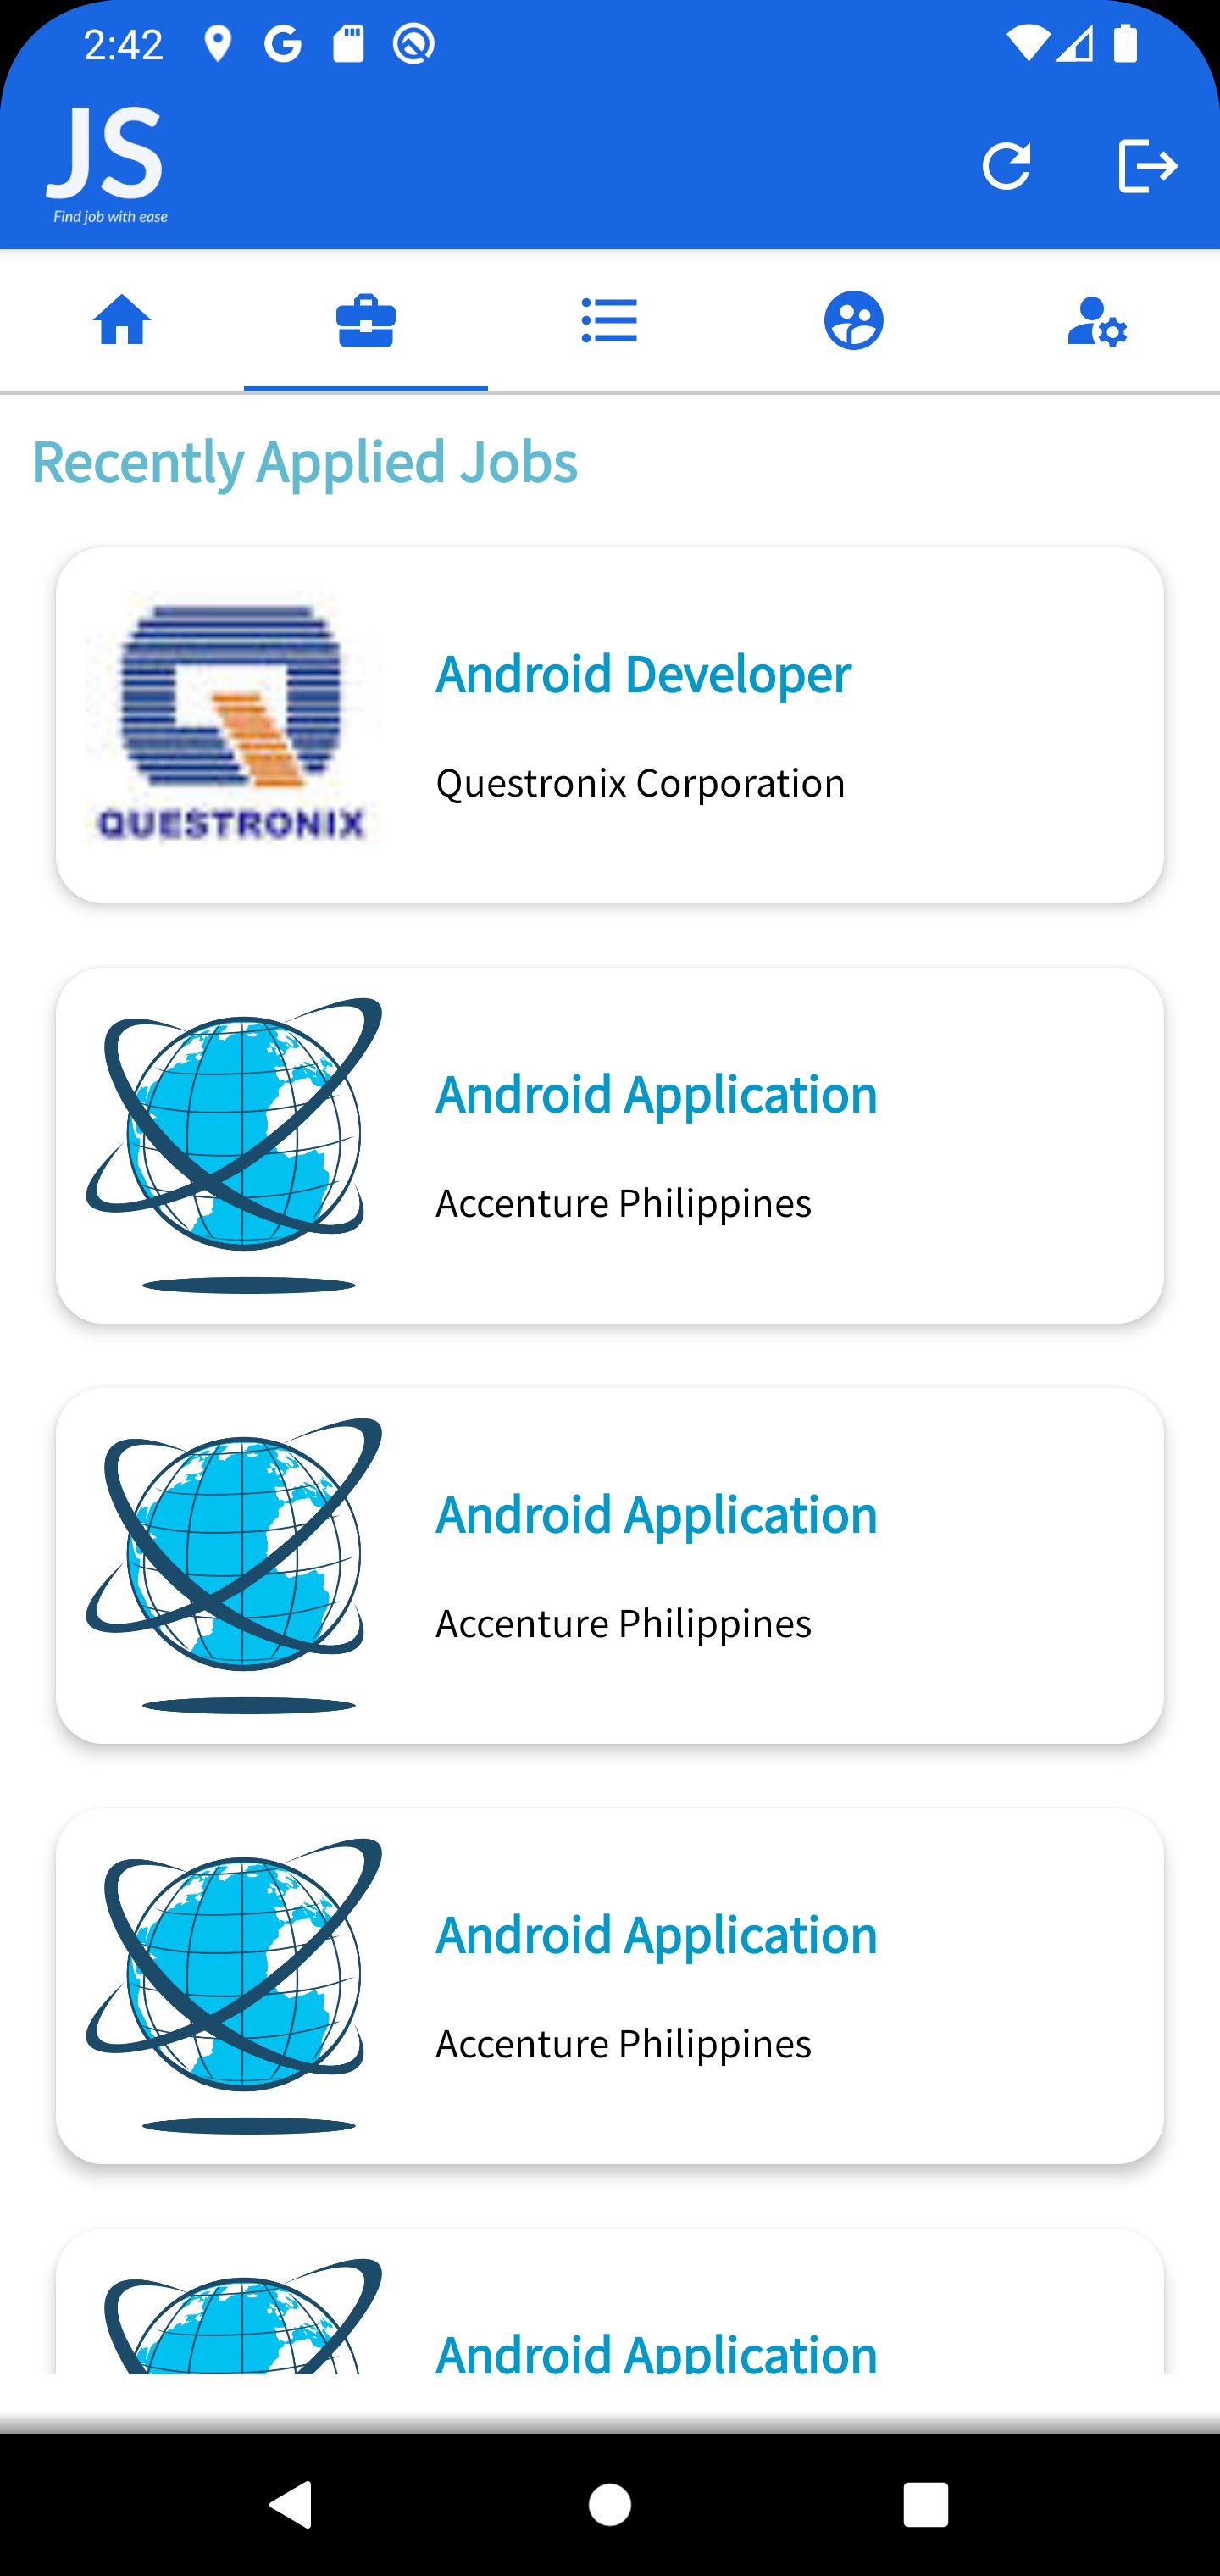 2:42
JS
Find job with ease
Recently Applied Jobs
Android Developer
Questronix Corporation
QUESTRONIX
Android Application
Accenture Philippines
Android Application
Accenture Philippines
Android Application
Accenture Philippines
Android Application